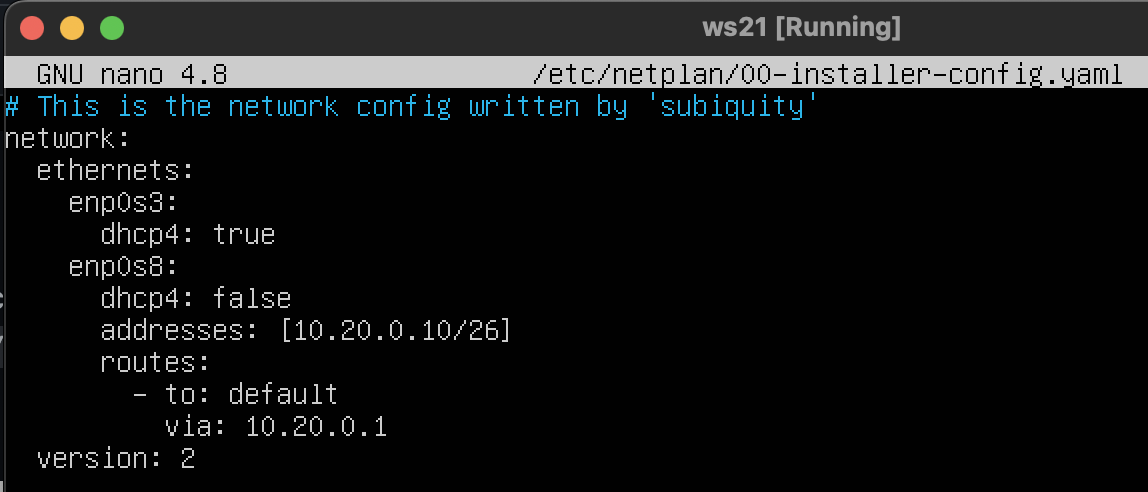 ws21 [Running]
GNU nano 4.8 /etc/netplan/00-installer-config.yaml
# This is the network config written by 'subiquity'
network:
  ethernets:
    enp0s3:
      dhcp4: true
    enp0s8:
      dhcp4: false
      addresses: [10.20.0.10/26]
      routes:
        - to: default
          via: 10.20.0.1
  version: 2